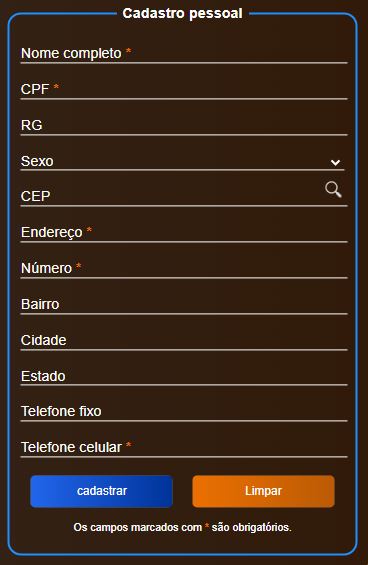 Cadastro pessoal
Nome completo *
CPF *
RG
Sexo
CEP
Endereço *
Número *
Bairro
Cidade
Estado
Telefone fixo
Telefone celular *
cadastrar Limpar
Os campos marcados com * são obrigatórios.